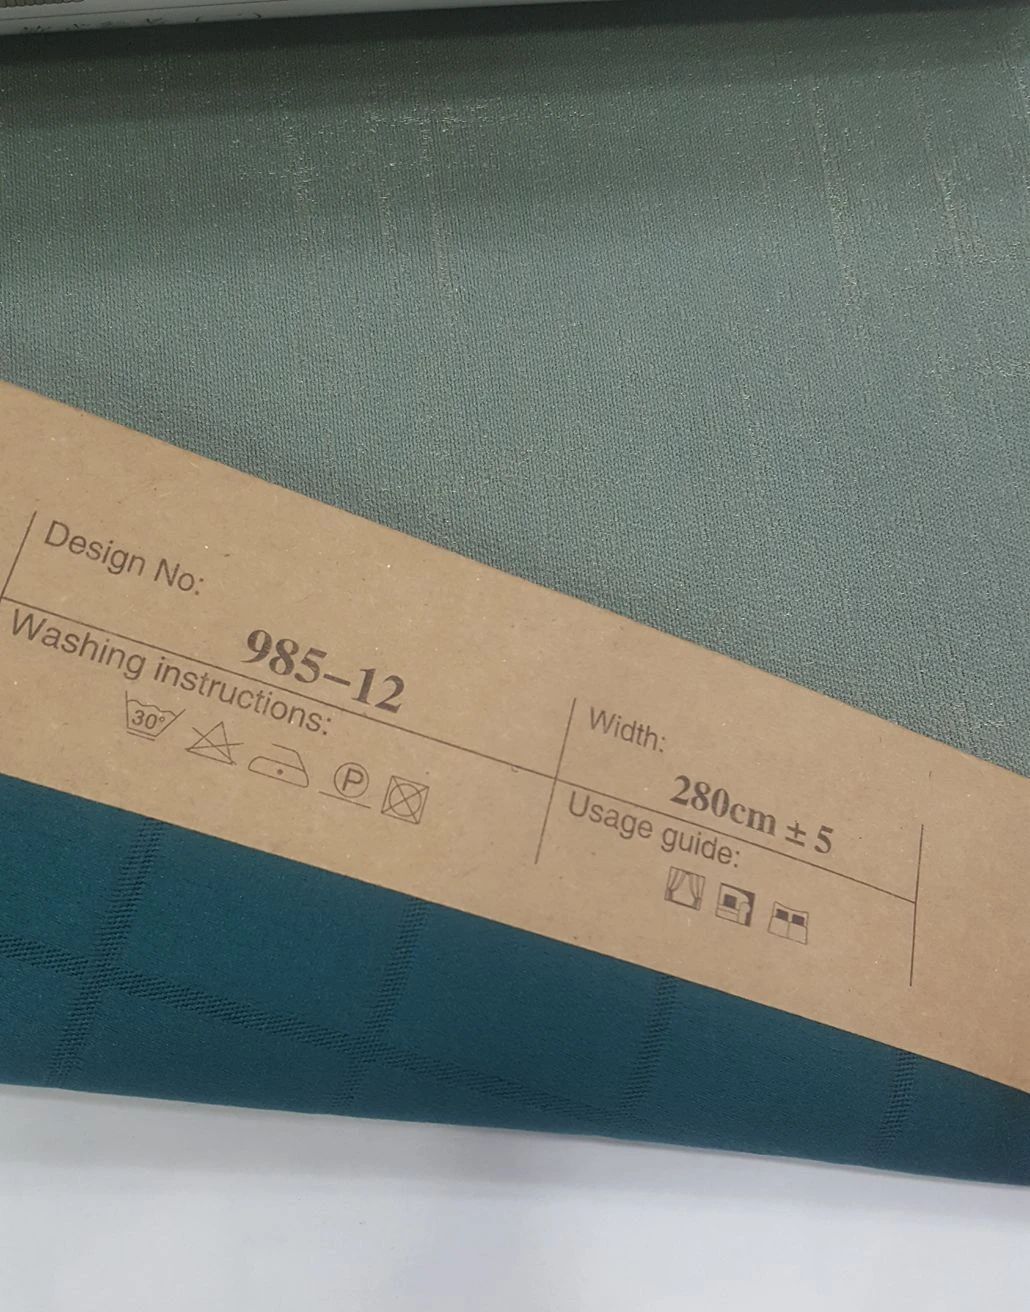 Design No:
985-12
Washing instructions:
30°
P
Width:
280cm ± 5
Usage guide: